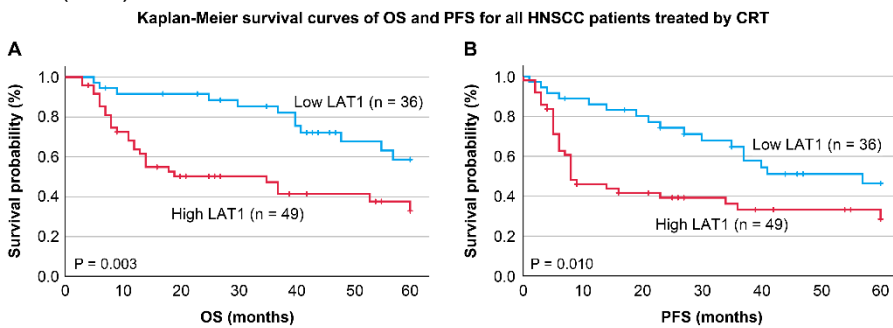 Kaplan-Meier survival curves of OS and PFS for all HNSCC patients treated by CRT
A
Survival probability (%)
1.0
0.8
0.6
0.4
0.2
0.0
Low LAT1 (n = 36)
High LAT1 (n = 49)
P = 0.003
0 10 20 30 40 50 60
OS (months)
B
Survival probability (%)
1.0
0.8
0.6
0.4
0.2
0.0
Low LAT1 (n = 36)
High LAT1 (n = 49)
P = 0.010
0 10 20 30 40 50 60
PFS (months)